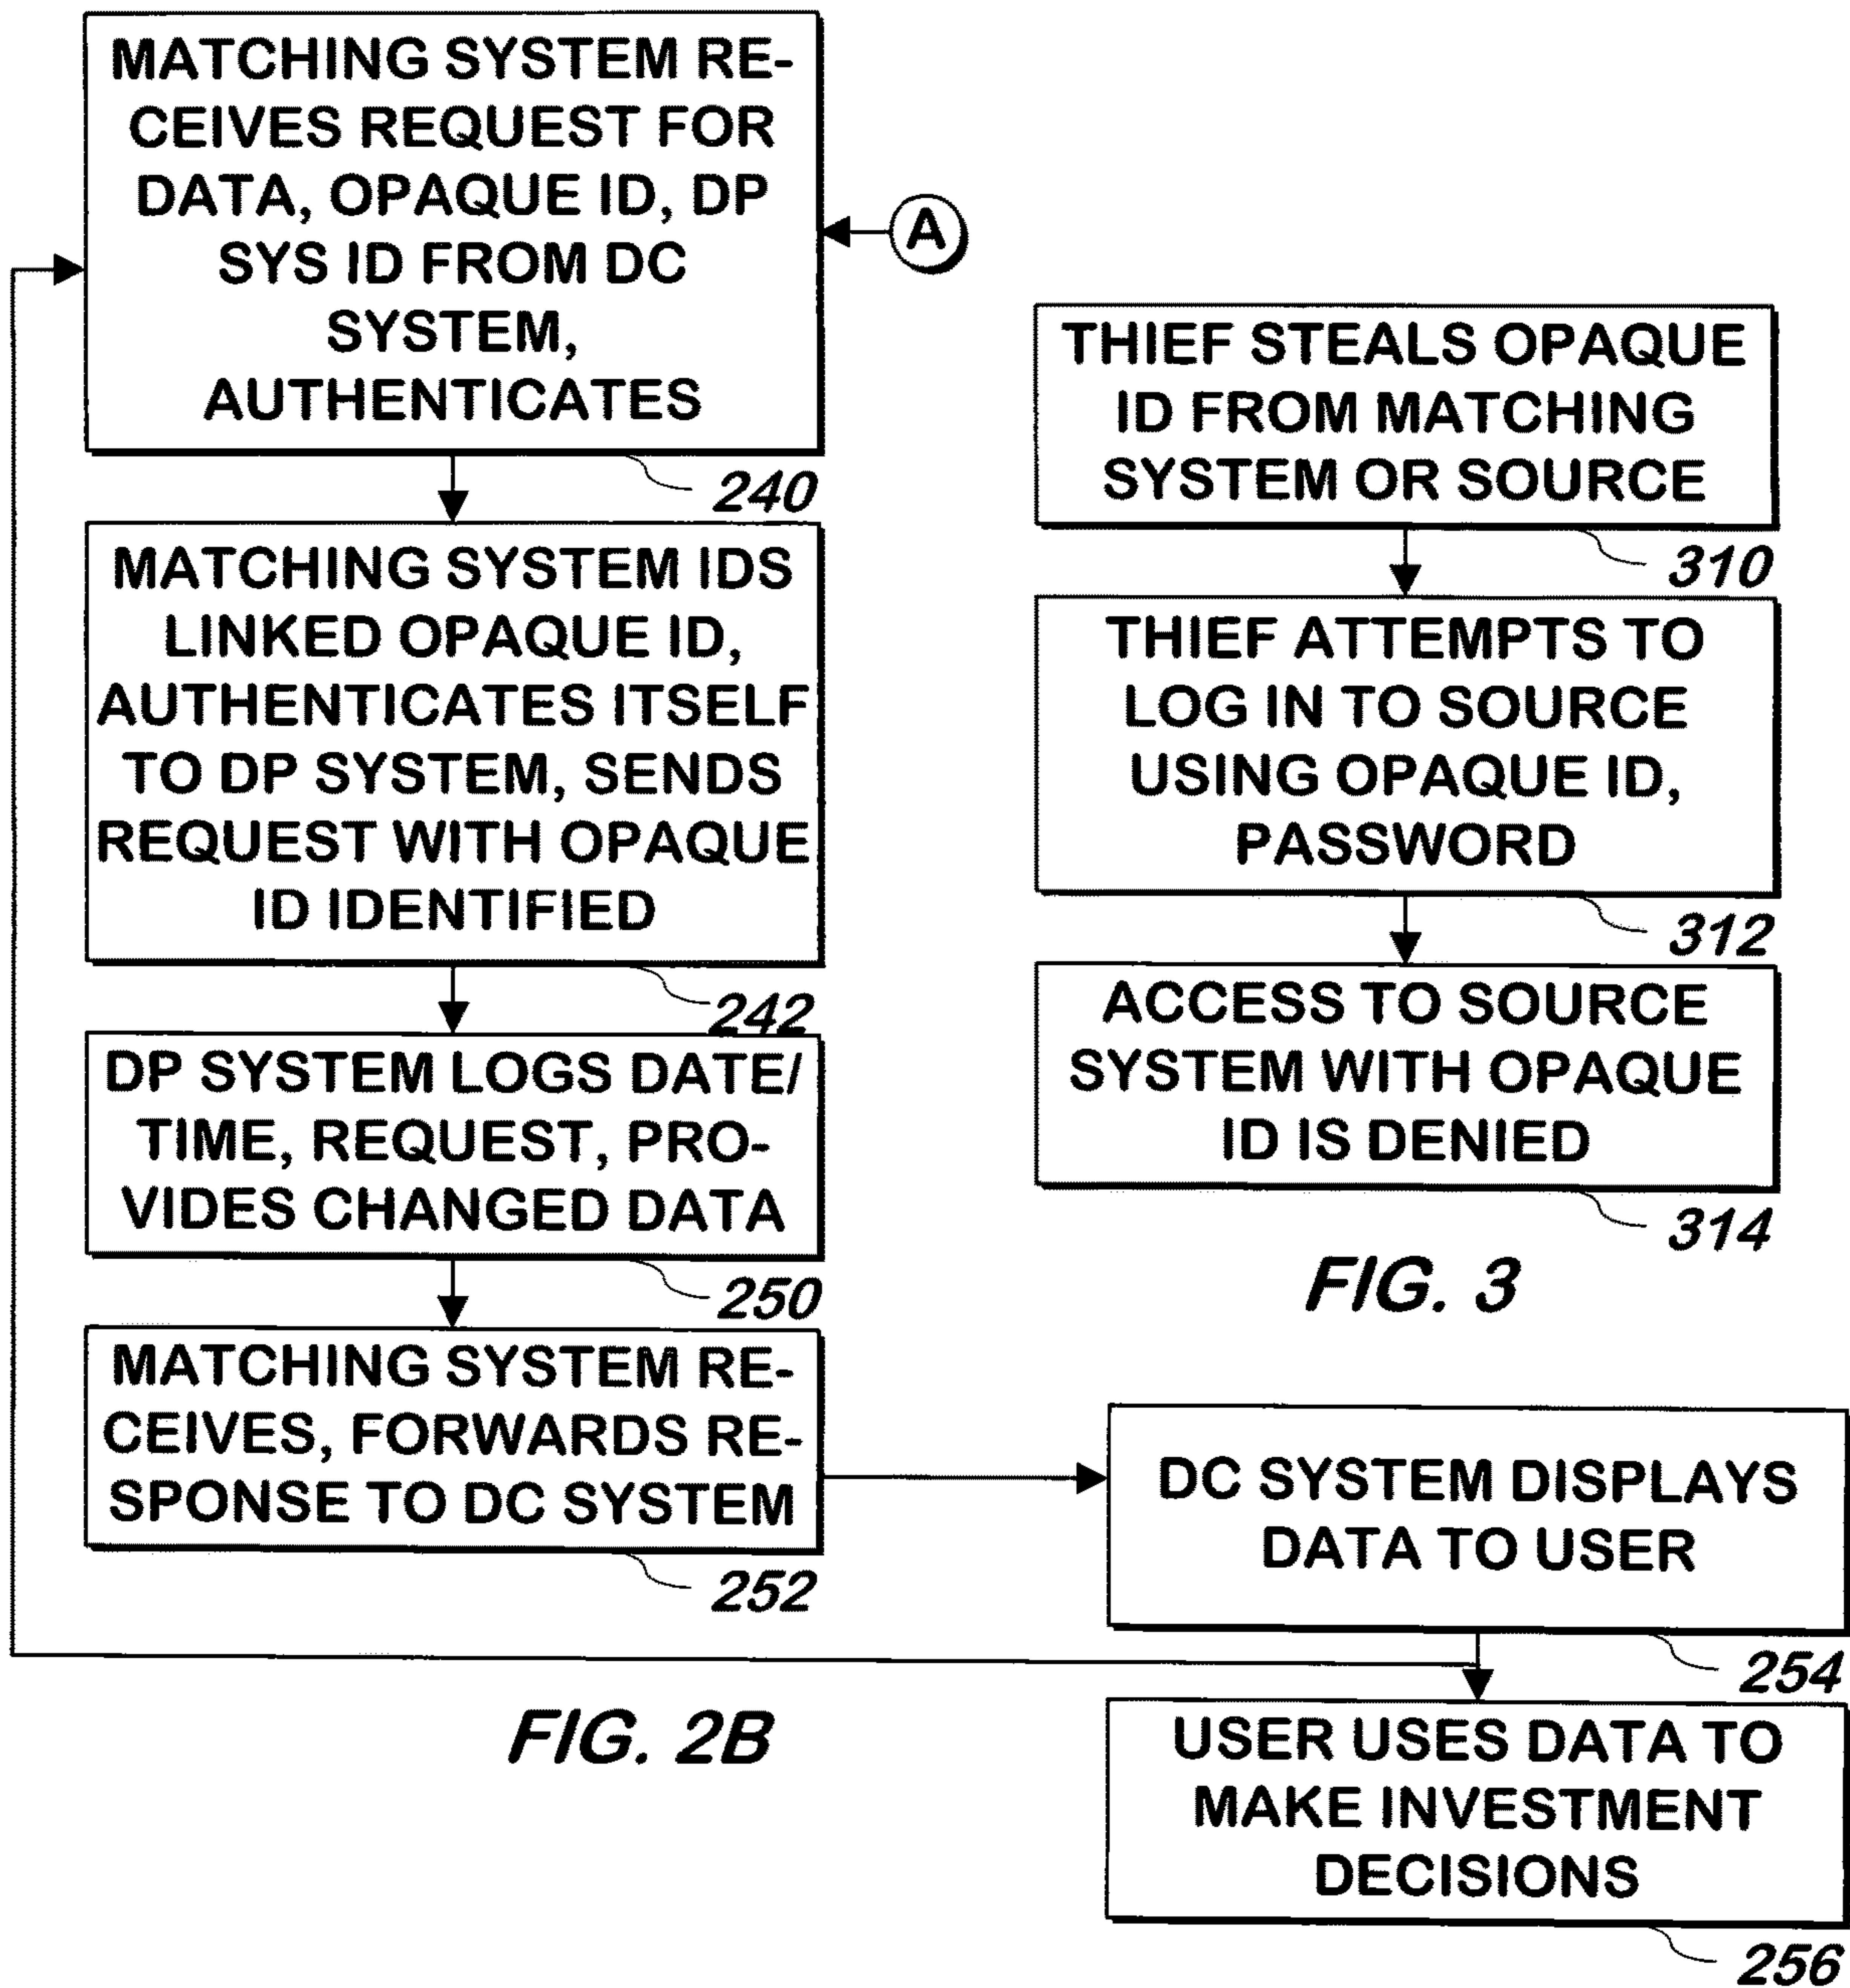 MATCHING SYSTEM RE-
CEIVES REQUEST FOR
DATA, OPAQUE ID, DP
SYS ID FROM DC
SYSTEM,
AUTHENTICATES
A
240
MATCHING SYSTEM IDS
LINKED OPAQUE ID,
AUTHENTICATES ITSELF
TO DP SYSTEM, SENDS
REQUEST WITH OPAQUE
ID IDENTIFIED
242
DP SYSTEM LOGS DATE/
TIME, REQUEST, PRO-
VIDES CHANGED DATA
250
MATCHING SYSTEM RE-
CEIVES, FORWARDS RE-
SPONSE TO DC SYSTEM
252
DC SYSTEM DISPLAYS
DATA TO USER
254
USER USES DATA TO
MAKE INVESTMENT
DECISIONS
256
FIG. 2B
THIEF STEALS OPAQUE
ID FROM MATCHING
SYSTEM OR SOURCE
310
THIEF ATTEMPTS TO
LOG IN TO SOURCE
USING OPAQUE ID,
PASSWORD
312
ACCESS TO SOURCE
SYSTEM WITH OPAQUE
ID IS DENIED
314
FIG. 3